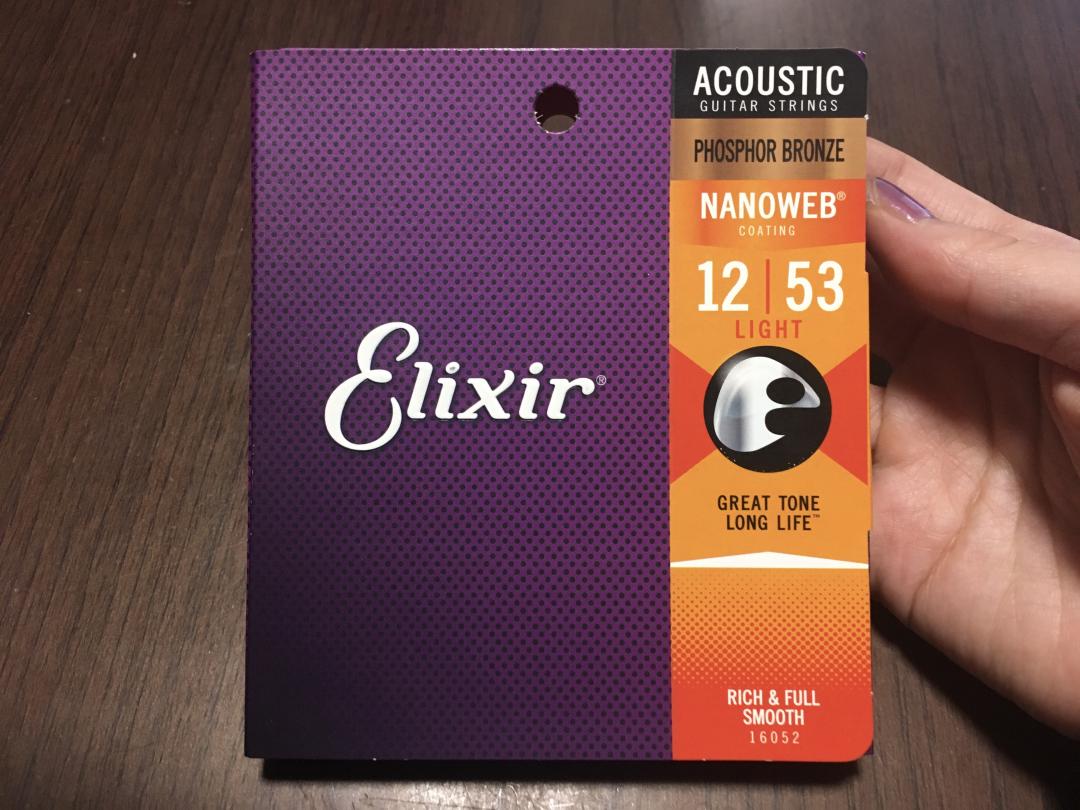 Elixir®
ACOUSTIC
GUITAR STRINGS
PHOSPHOR BRONZE
NANOWEB®
COATING
12 | 53
LIGHT
GREAT TONE
LONG LIFE™
RICH & FULL
SMOOTH
16052